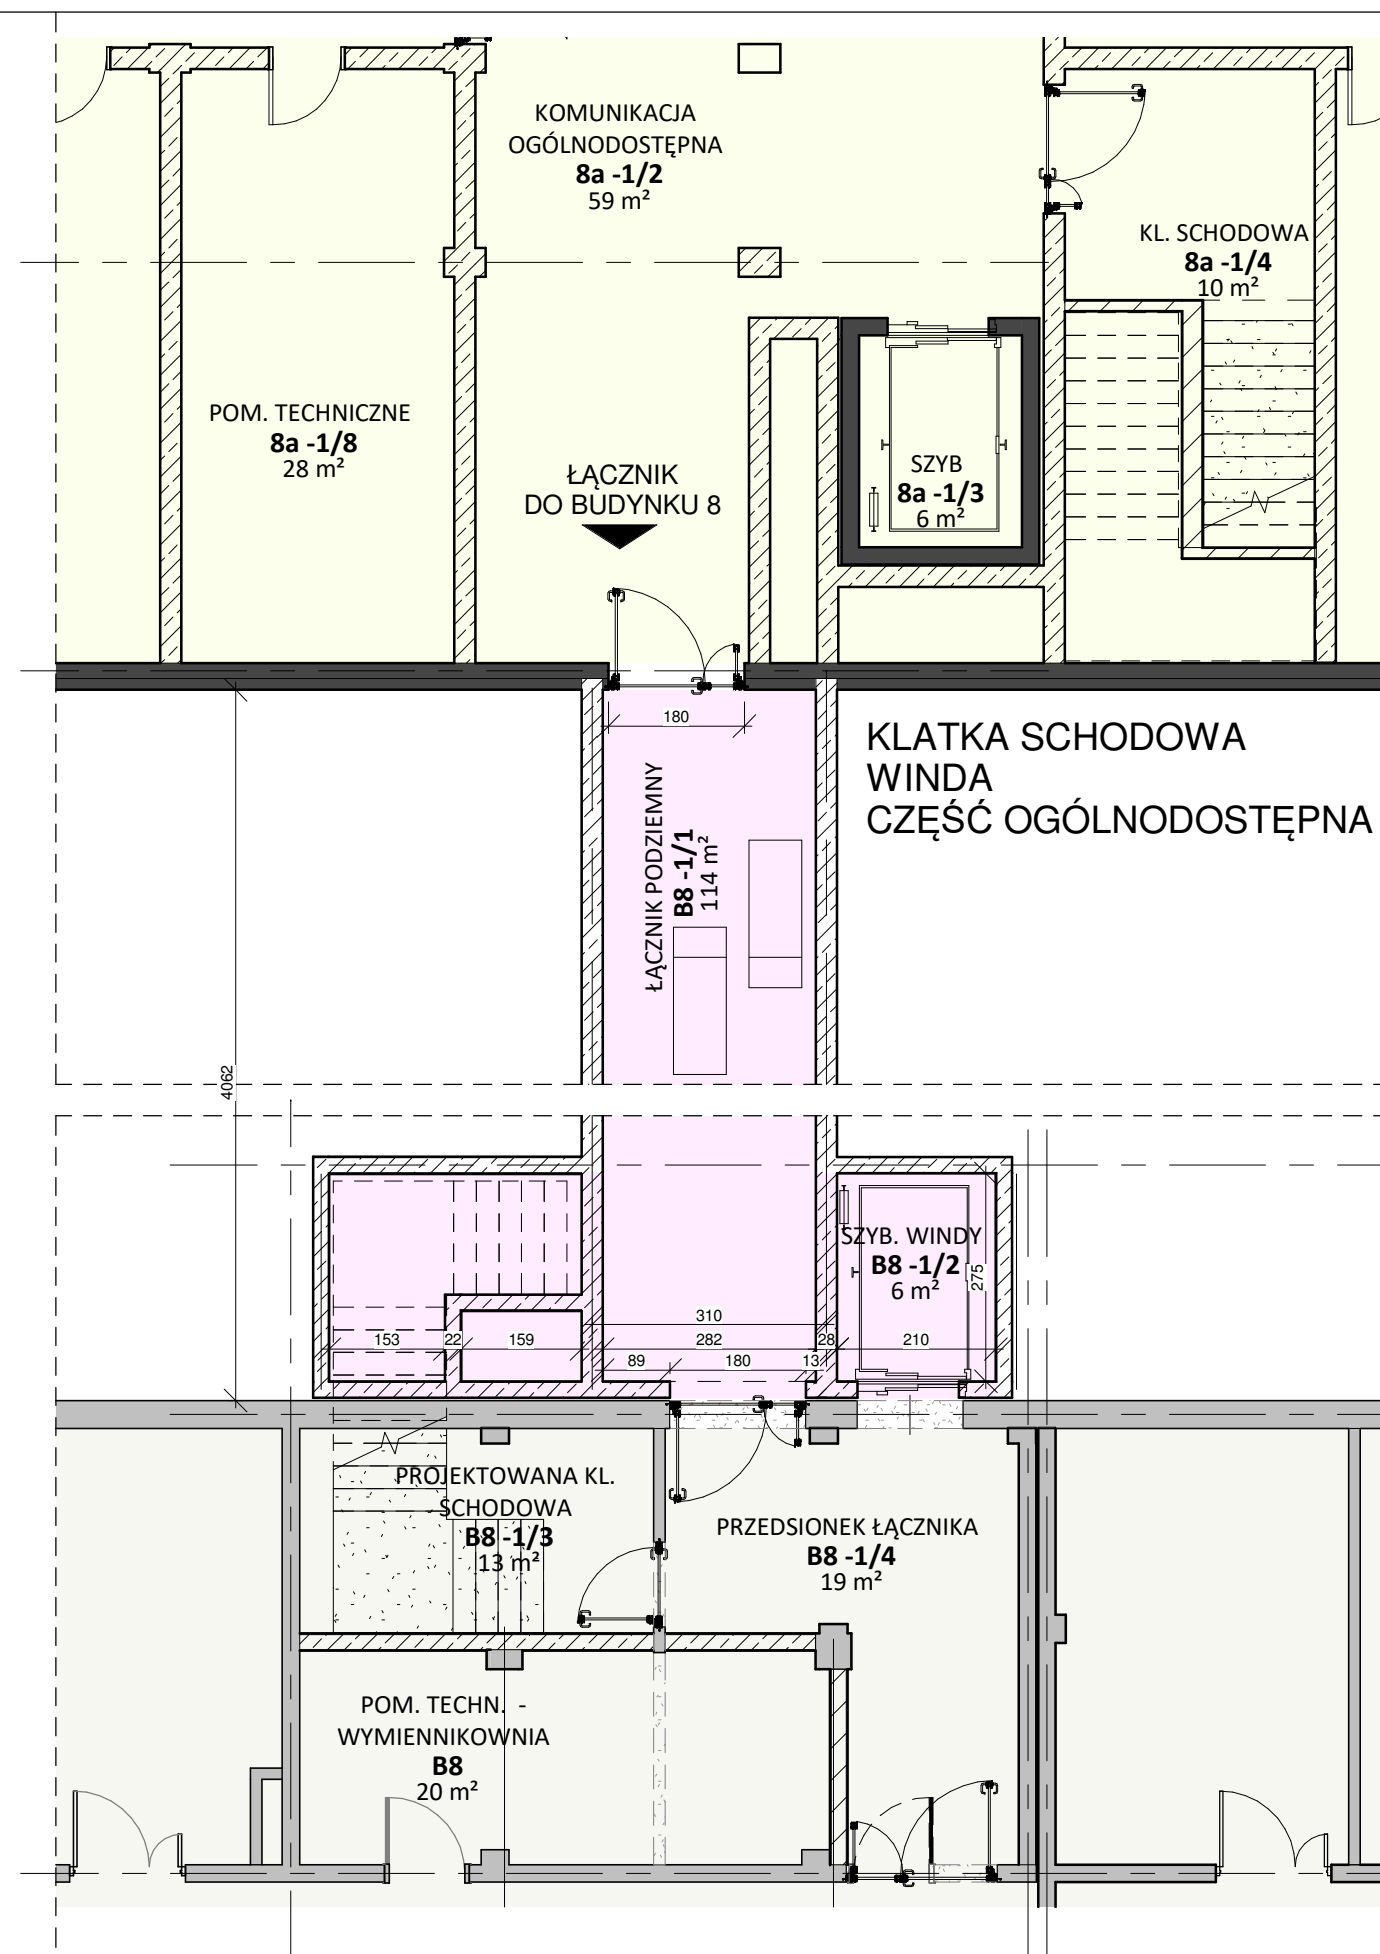 KOMUNIKACJA
OGÓLNODOSTĘPNA
8a -1/2
59 m²
KL. SCHODOWA
8a -1/4
10 m²
POM. TECHNICZNE
8a -1/8
28 m²
SZYB
8a -1/3
6 m²
ŁĄCZNIK
DO BUDYNKU 8
180
KLATKA SCHODOWA
WINDA
CZĘŚĆ OGÓLNODOSTĘPNA
ŁĄCZNIK PODZIEMNY
B8 -1/1
114 m²
4062
SZYB. WINDY
B8 -1/2
6 m²
275
310
153
22
159
282
28
210
89
180
13
PROJEKTOWANA KL.
SCHODOWA
B8 -1/3
13 m²
PRZEDSIONEK ŁĄCZNIKA
B8 -1/4
19 m²
POM. TECHN. -
WYMIENNIKOWNIA
B8
20 m²